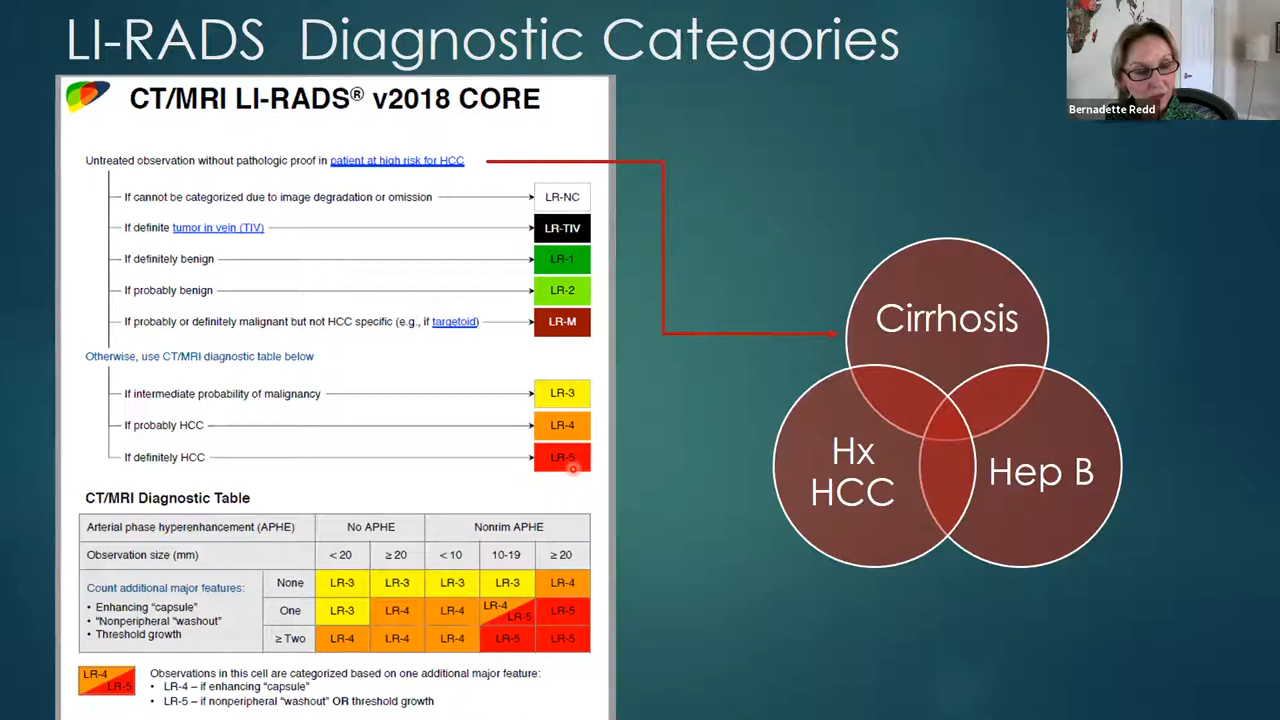 LI-RADS Diagnostic Categories
Bernadette Redd
CT/MRI LI-RADS® v2018 CORE
Untreated observation without pathologic proof in patient at high risk for HCC
If cannot be categorized due to image degradation or omission LR-NC
If definite tumor in vein (TIV) LR-TIV
If definitely benign LR-1
If probably benign LR-2
If probably or definitely malignant but not HCC specific (e.g., if targetoid) LR-M
Otherwise, use CT/MRI diagnostic table below
If intermediate probability of malignancy LR-3
If probably HCC LR-4
If definitely HCC LR-5
CT/MRI Diagnostic Table
Arterial phase hyperenhancement (APHE) No APHE Nonrim APHE
Observation size (mm) < 20 ≥ 20 < 10 10-19 ≥ 20
Count additional major features:
• Enhancing “capsule”
• “Nonperipheral “washout”
• Threshold growth
None LR-3 LR-3 LR-3 LR-3 LR-4
One LR-3 LR-4 LR-4 LR-4 LR-5 LR-5
≥ Two LR-4 LR-4 LR-4 LR-5 LR-5
LR-4
LR-5
Observations in this cell are categorized based on one additional major feature:
• LR-4 – if enhancing “capsule”
• LR-5 – if nonperipheral “washout” OR threshold growth
Cirrhosis
Hx
HCC
Hep B